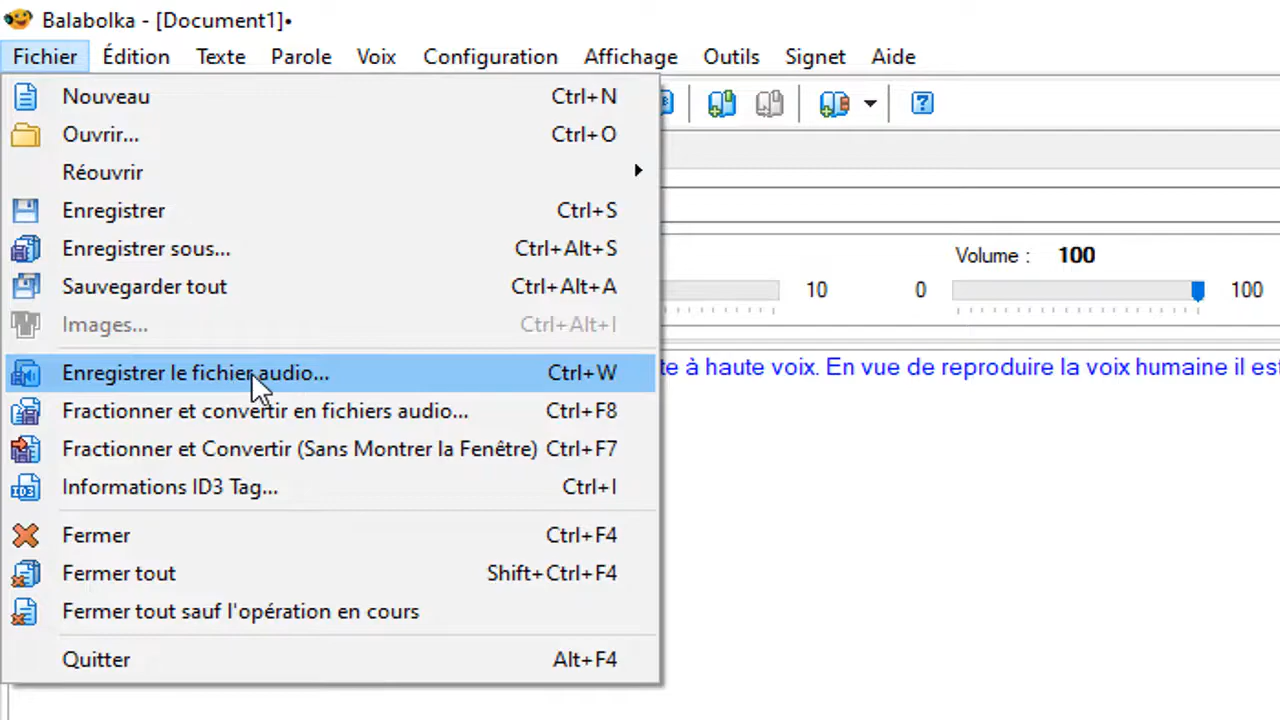 Balabolka - [Document1]•
Fichier Édition Texte Parole Voix Configuration Affichage Outils Signet Aide
Nouveau Ctrl+N
Ouvrir... Ctrl+O
Réouvrir
Enregistrer Ctrl+S
Enregistrer sous... Ctrl+Alt+S
Sauvegarder tout Ctrl+Alt+A
Images... Ctrl+Alt+I
Enregistrer le fichier audio... Ctrl+W
Fractionner et convertir en fichiers audio... Ctrl+F8
Fractionner et Convertir (Sans Montrer la Fenêtre) Ctrl+F7
Informations ID3 Tag... Ctrl+I
Fermer Ctrl+F4
Fermer tout Shift+Ctrl+F4
Fermer tout sauf l'opération en cours
Quitter Alt+F4
Volume : 100
10 0 100
à haute voix. En vue de reproduire la voix humaine il